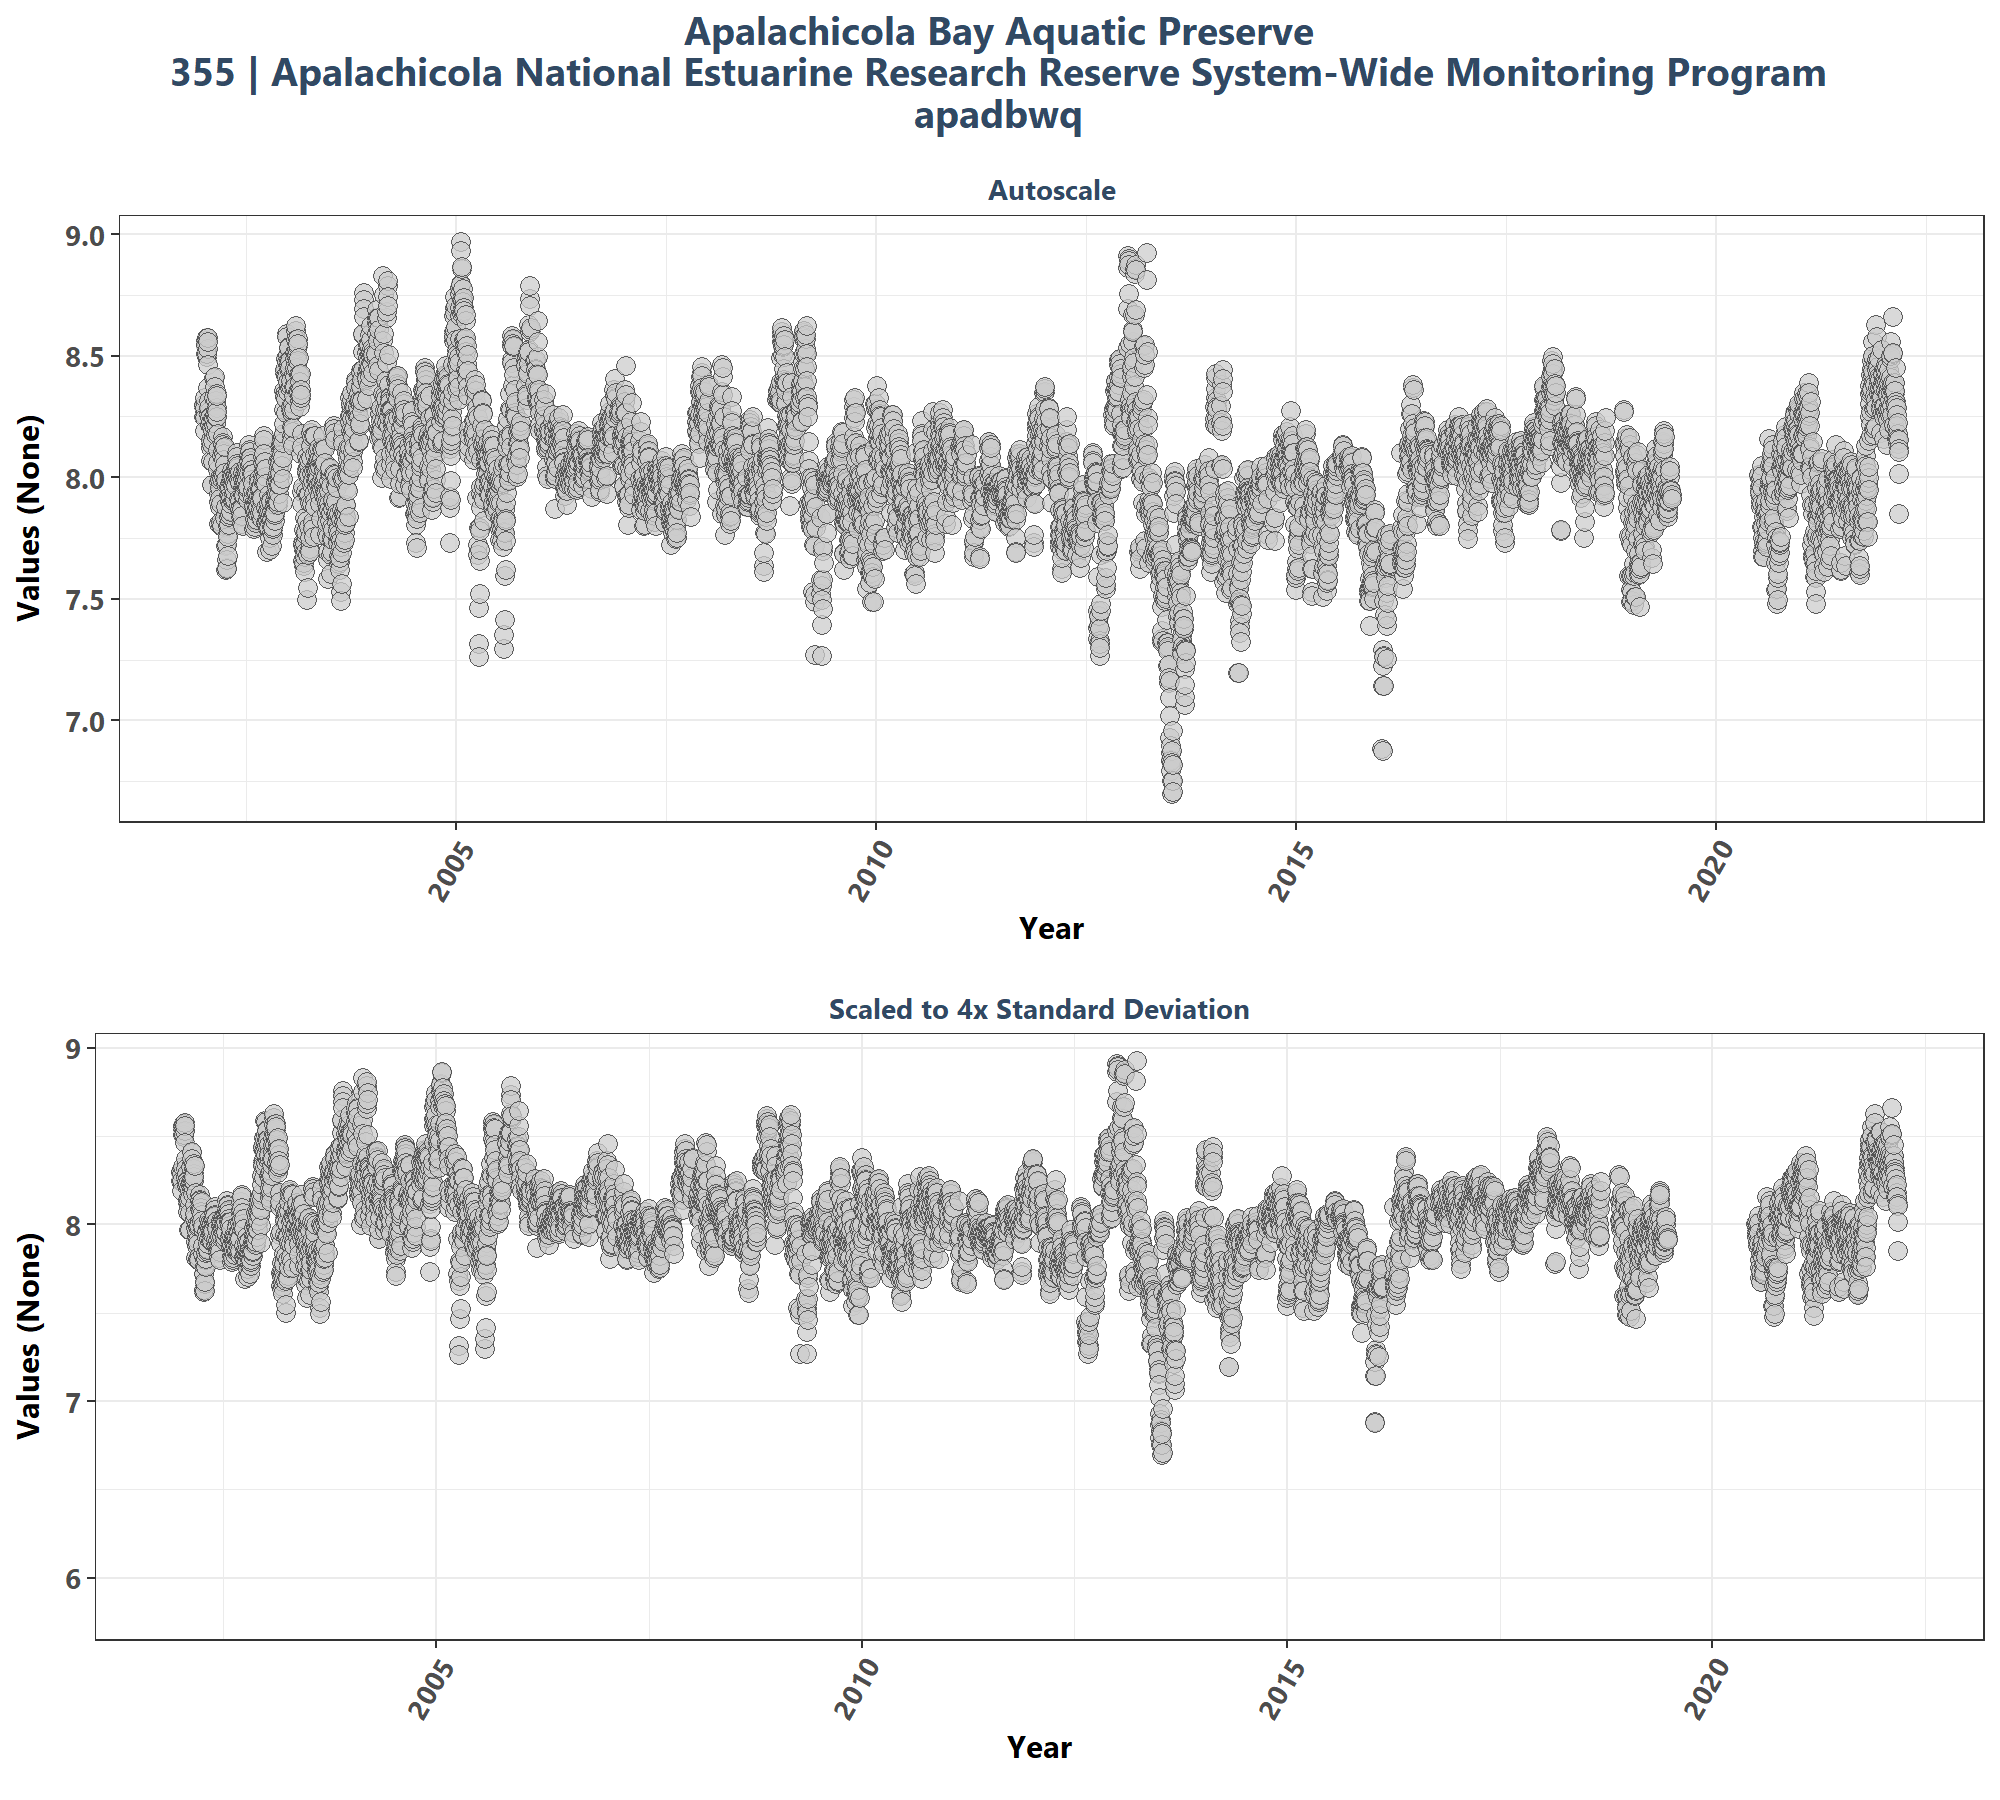 Apalachicola Bay Aquatic Preserve
355 | Apalachicola National Estuarine Research Reserve System-Wide Monitoring Program
apadbwq
Autoscale
Values (None)
9.0
8.5
8.0
7.5
7.0
2005
2010
2015
2020
Year
Scaled to 4x Standard Deviation
Values (None)
9
8
7
6
2005
2010
2015
2020
Year